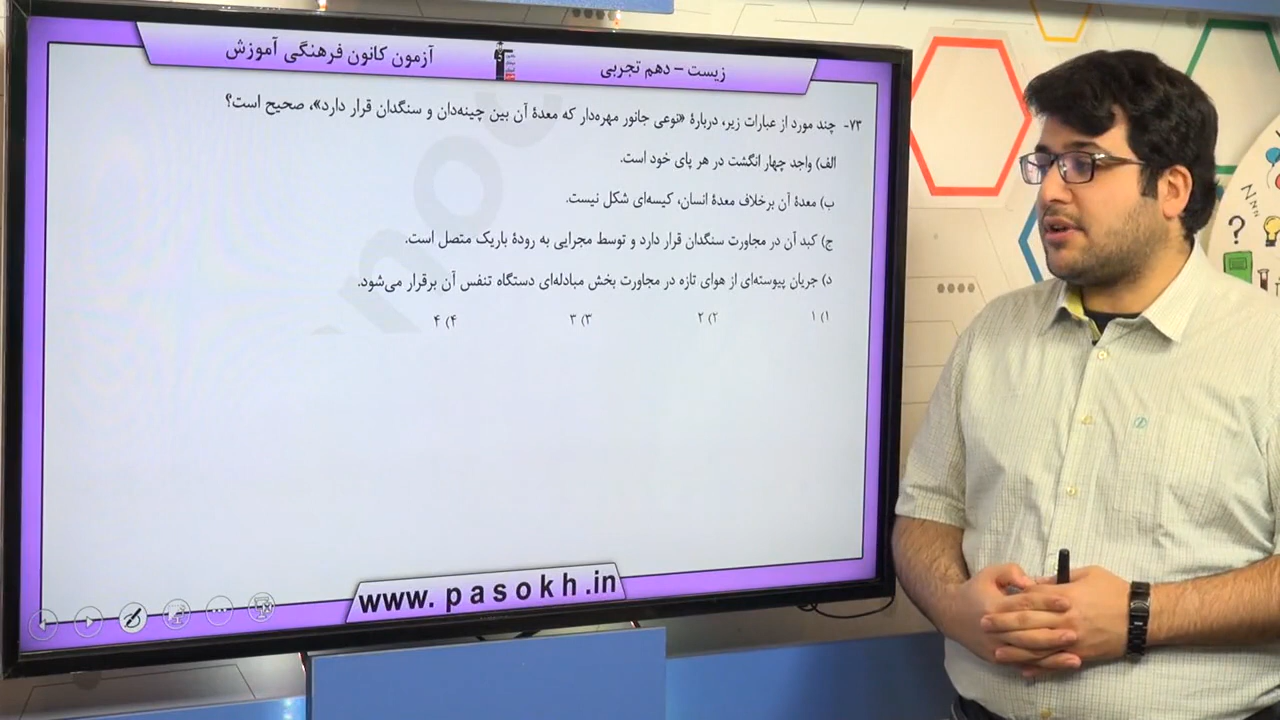 آزمون کانون فرهنگی آموزش
زیست - دهم تجربی
۷۳- چند مورد از عبارات زیر، دربارهٔ «نوعی جانور مهره‌دار که معدهٔ آن بین چینه‌دان و سنگدان قرار دارد»، صحیح است؟
الف) واجد چهار انگشت در هر پای خود است.
ب) معدهٔ آن برخلاف معدهٔ انسان، کیسه‌ای شکل نیست.
ج) کبد آن در مجاورت سنگدان قرار دارد و توسط مجرایی به رودهٔ باریک متصل است.
د) جریان پیوسته‌ای از هوای تازه در مجاورت بخش مبادله‌ای دستگاه تنفس آن برقرار می‌شود.
۱) ۱ ۲) ۲ ۳) ۳ ۴) ۴
www.pasokh.in